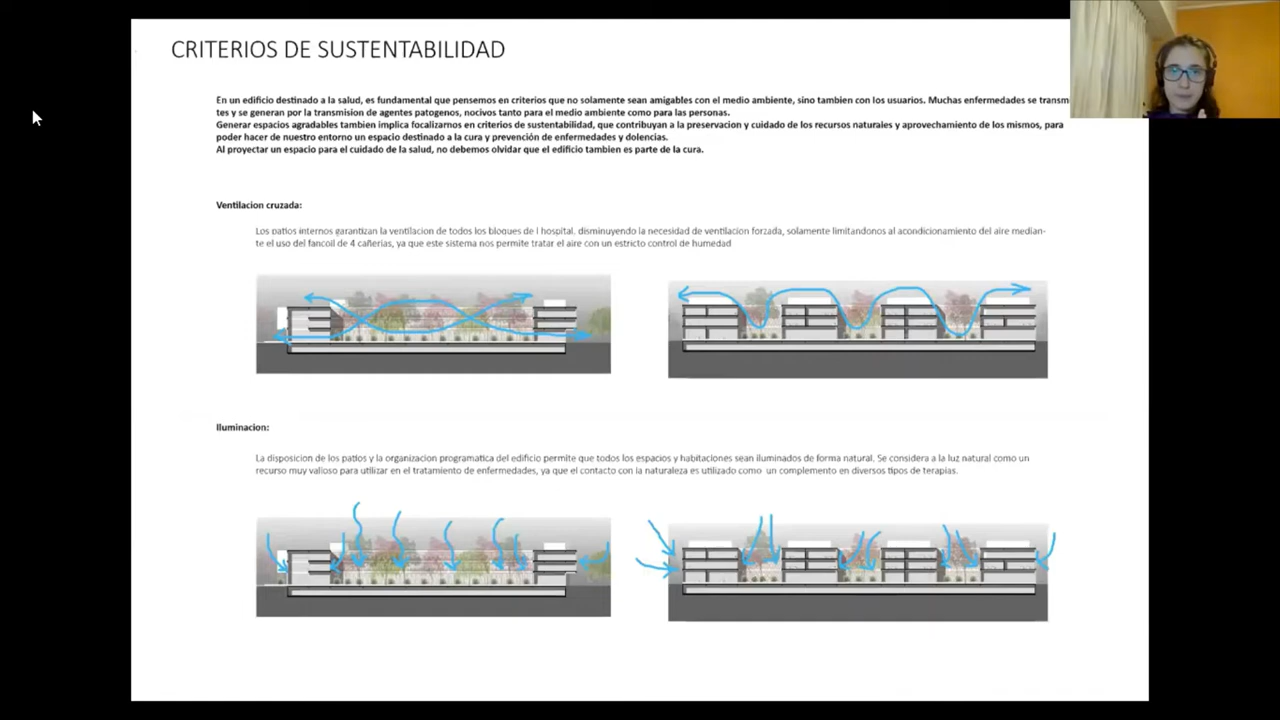 CRITERIOS DE SUSTENTABILIDAD
En un edificio destinado a la salud, es fundamental que pensemos en criterios que no solamente sean amigables con el medio ambiente, sino tambien con los usuarios. Muchas enfermedades se transm
tes y se generan por la transmision de agentes patogenos, nocivos tanto para el medio ambiente como para las personas.
Generar espacios agradables tambien implica focalizarnos en criterios de sustentabilidad, que contribuyan a la preservacion y cuidado de los recursos naturales y aprovechamiento de los mismos, para
poder hacer de nuestro entorno un espacio destinado a la cura y prevención de enfermedades y dolencias.
Al proyectar un espacio para el cuidado de la salud, no debemos olvidar que el edificio tambien es parte de la cura.
Ventilacion cruzada:
Los patios internos garantizan la ventilacion de todos los bloques de l hospital, disminuyendo la necesidad de ventilacion forzada, solamente limitandonos al acondicionamiento del aire median-
te el uso del fancoil de 4 cañerias, ya que este sistema nos permite tratar el aire con un estricto control de humedad
Iluminacion:
La disposicion de los patios y la organizacion programatica del edificio permite que todos los espacios y habitaciones sean iluminados de forma natural. Se considera a la luz natural como un
recurso muy valioso para utilizar en el tratamiento de enfermedades, ya que el contacto con la naturaleza es utilizado como un complemento en diversos tipos de terapias.